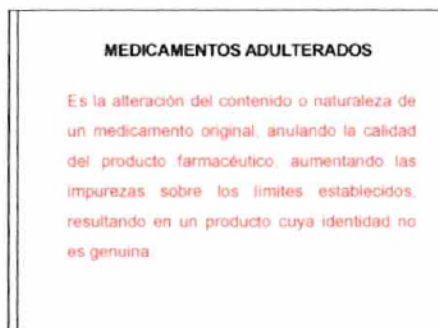 MEDICAMENTOS ADULTERADOS
Es la alteración del contenido o naturaleza de
un medicamento original, anulando la calidad
del producto farmacéutico, aumentando las
impurezas sobre los límites establecidos,
resultando en un producto cuya identidad no
es genuina